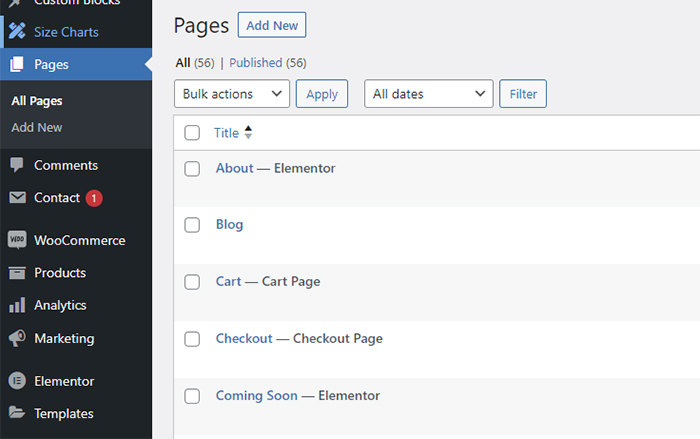 Custom Blocks
Size Charts
Pages
All Pages
Add New
Comments
Contact 1
WooCommerce
Products
Analytics
Marketing
Elementor
Templates
Pages Add New
All (56) | Published (56)
Bulk actions Apply All dates Filter
Title
About — Elementor
Blog
Cart — Cart Page
Checkout — Checkout Page
Coming Soon — Elementor